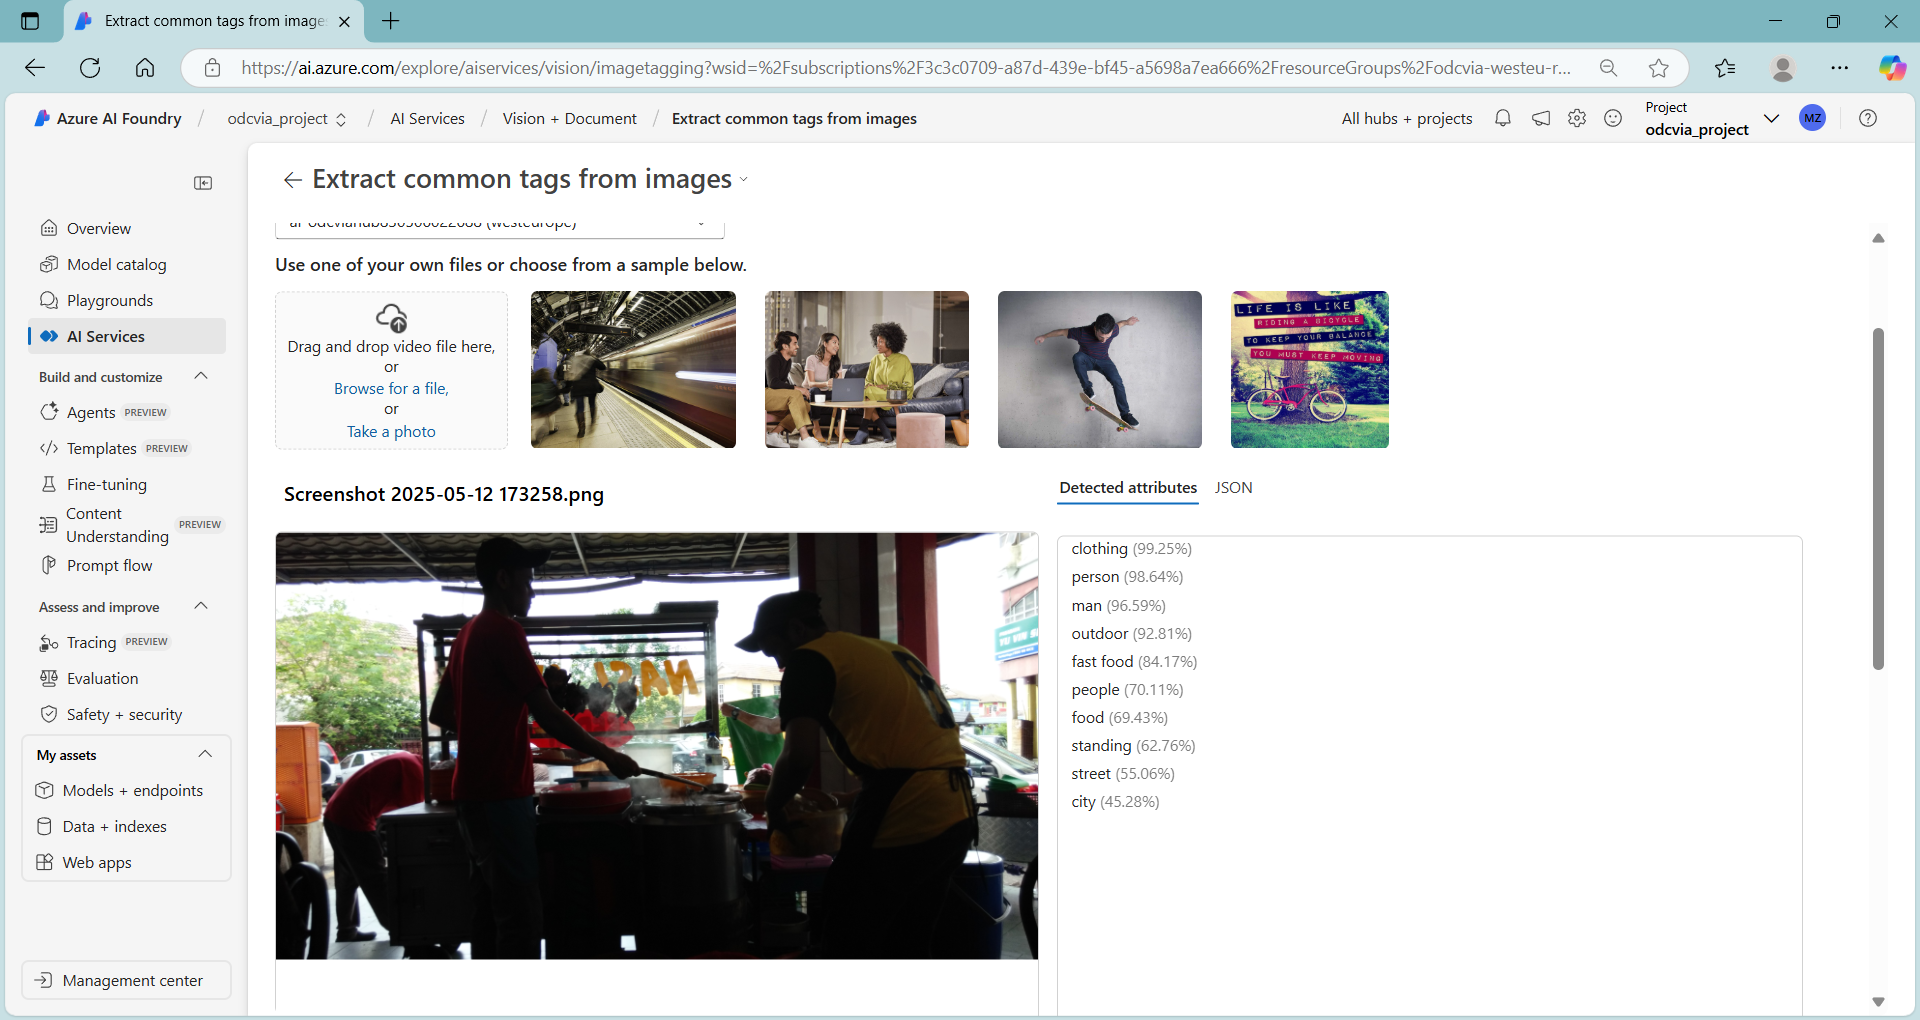 Extract common tags from image
https://ai.azure.com/explore/aiservices/vision/imagetagging?wsid=%2Fsubscriptions%2F3c3c0709-a87d-439e-bf45-a5698a7ea666%2FresourceGroups%2Fodcvia-westeu-r...
Azure AI Foundry / odcvia_project / AI Services / Vision + Document / Extract common tags from images
All hubs + projects
Project
odcvia_project
MZ
Extract common tags from images
Overview
Model catalog
Playgrounds
AI Services
Build and customize
Agents PREVIEW
Templates PREVIEW
Fine-tuning
Content
Understanding PREVIEW
Prompt flow
Assess and improve
Tracing PREVIEW
Evaluation
Safety + security
My assets
Models + endpoints
Data + indexes
Web apps
Management center
(westeurope)
Use one of your own files or choose from a sample below.
Drag and drop video file here,
or
Browse for a file,
or
Take a photo
LIFE IS LIKE
RIDING A BICYCLE
TO KEEP YOUR BALANCE
YOU MUST KEEP MOVING
Screenshot 2025-05-12 173258.png
Detected attributes
JSON
clothing (99.25%)
person (98.64%)
man (96.59%)
outdoor (92.81%)
fast food (84.17%)
people (70.11%)
food (69.43%)
standing (62.76%)
street (55.06%)
city (45.28%)